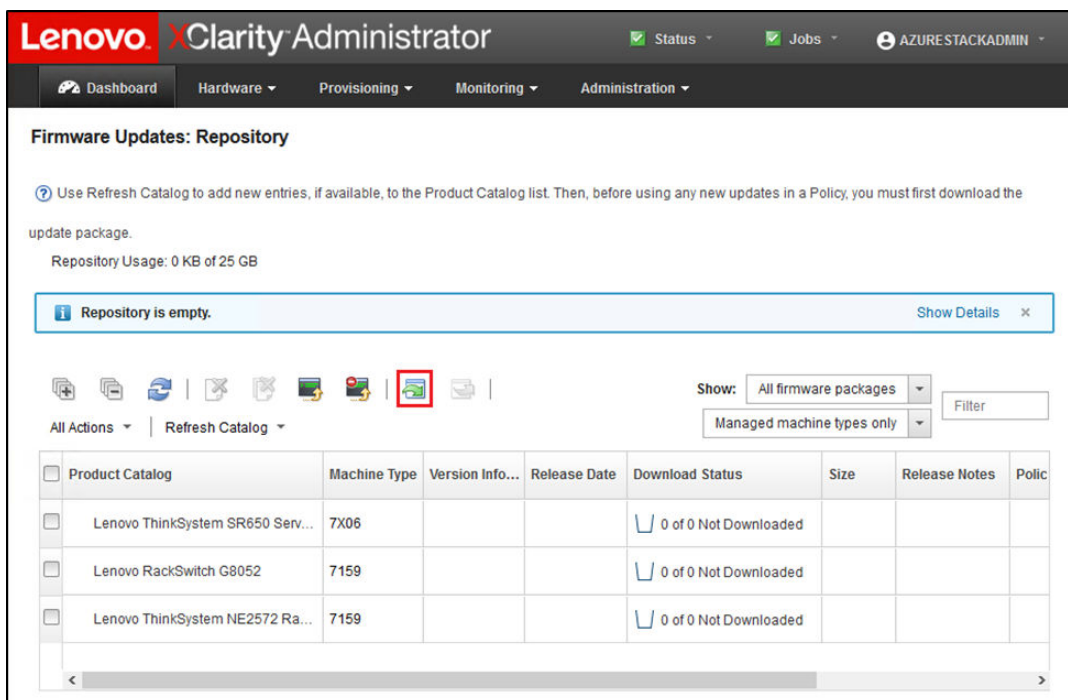 Lenovo. XClarity Administrator
Status
Jobs
AZURESTACKADMIN
Dashboard
Hardware
Provisioning
Monitoring
Administration
Firmware Updates: Repository
? Use Refresh Catalog to add new entries, if available, to the Product Catalog list. Then, before using any new updates in a Policy, you must first download the
update package.
Repository Usage: 0 KB of 25 GB
i Repository is empty.
Show Details ×
Show: All firmware packages
Filter
Managed machine types only
All Actions
Refresh Catalog
Product Catalog Machine Type Version Info... Release Date Download Status Size Release Notes Polic
Lenovo ThinkSystem SR650 Serv... 7X06 0 of 0 Not Downloaded
Lenovo RackSwitch G8052 7159 0 of 0 Not Downloaded
Lenovo ThinkSystem NE2572 Ra... 7159 0 of 0 Not Downloaded